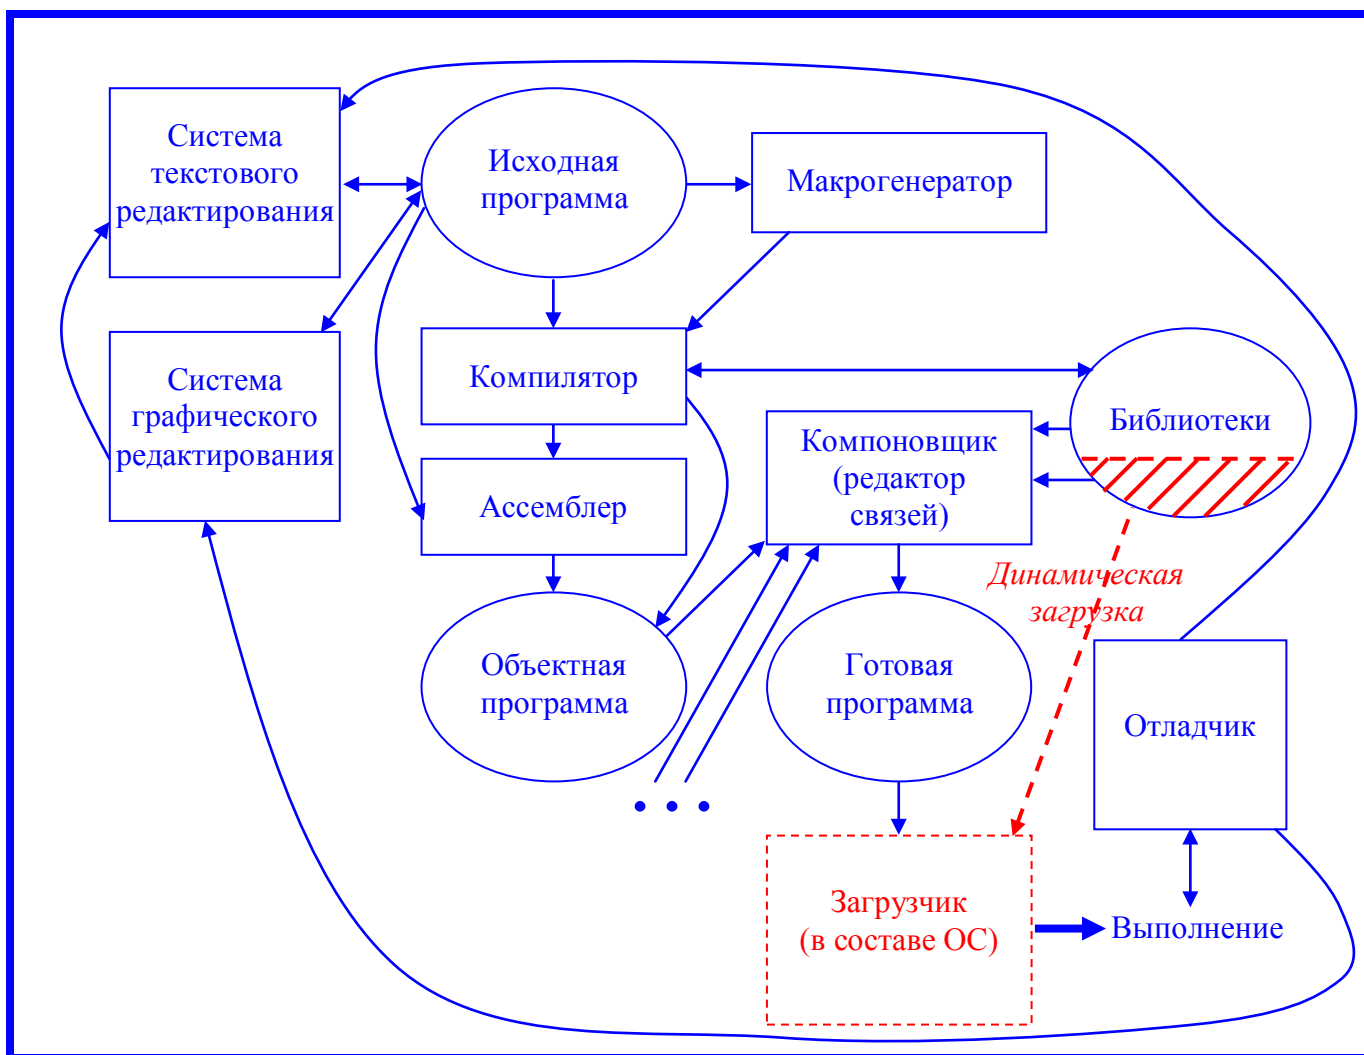 Система
текстового
редактирования
Исходная
программа
Макрогенератор
Система
графического
редактирования
Компилятор
Библиотеки
Компоновщик
(редактор
связей)
Ассемблер
Динамическая
загрузка
Объектная
программа
Готовая
программа
Отладчик
Загрузчик
(в составе ОС)
Выполнение